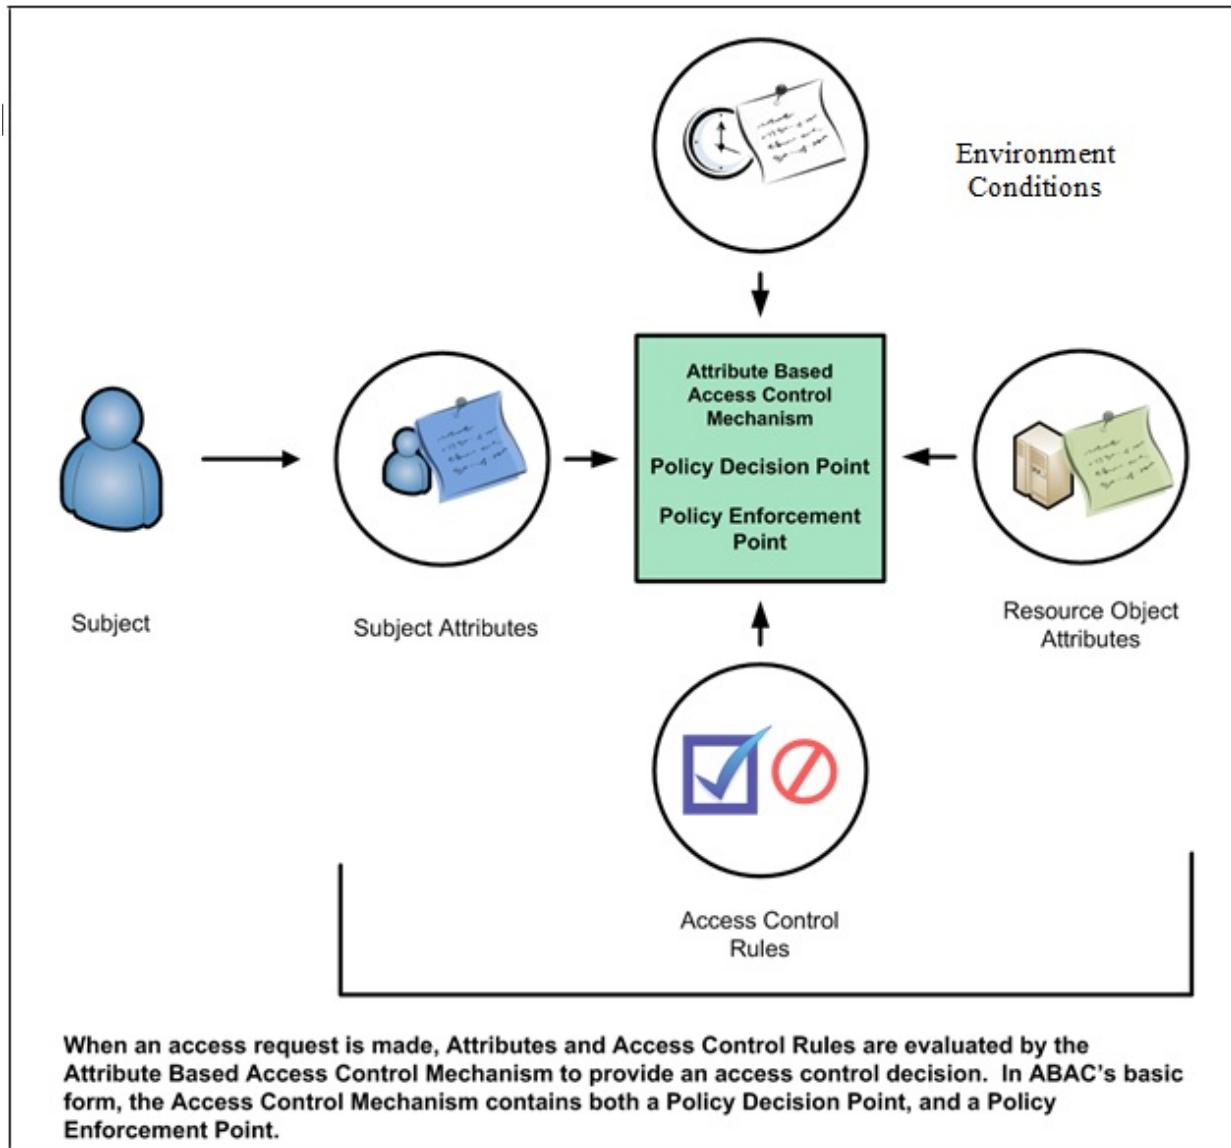 Environment
Conditions
Attribute Based
Access Control
Mechanism
Policy Decision Point
Policy Enforcement
Point
Subject
Subject Attributes
Resource Object
Attributes
Access Control
Rules
When an access request is made, Attributes and Access Control Rules are evaluated by the
Attribute Based Access Control Mechanism to provide an access control decision.  In ABAC's basic
form, the Access Control Mechanism contains both a Policy Decision Point, and a Policy
Enforcement Point.